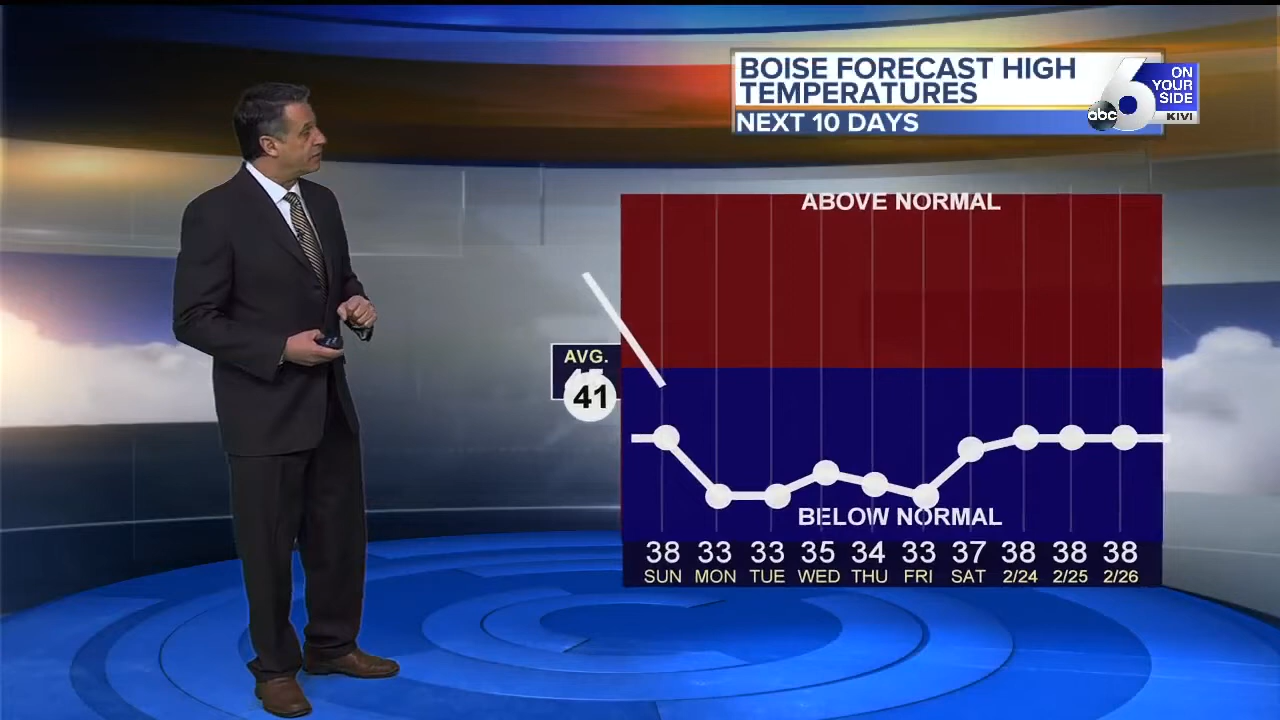 BOISE FORECAST HIGH
TEMPERATURES
NEXT 10 DAYS
abc 6 ON YOUR SIDE
KIVI
ABOVE NORMAL
AVG.
41
BELOW NORMAL
38 33 33 35 34 33 37 38 38 38
SUN MON TUE WED THU FRI SAT 2/24 2/25 2/26